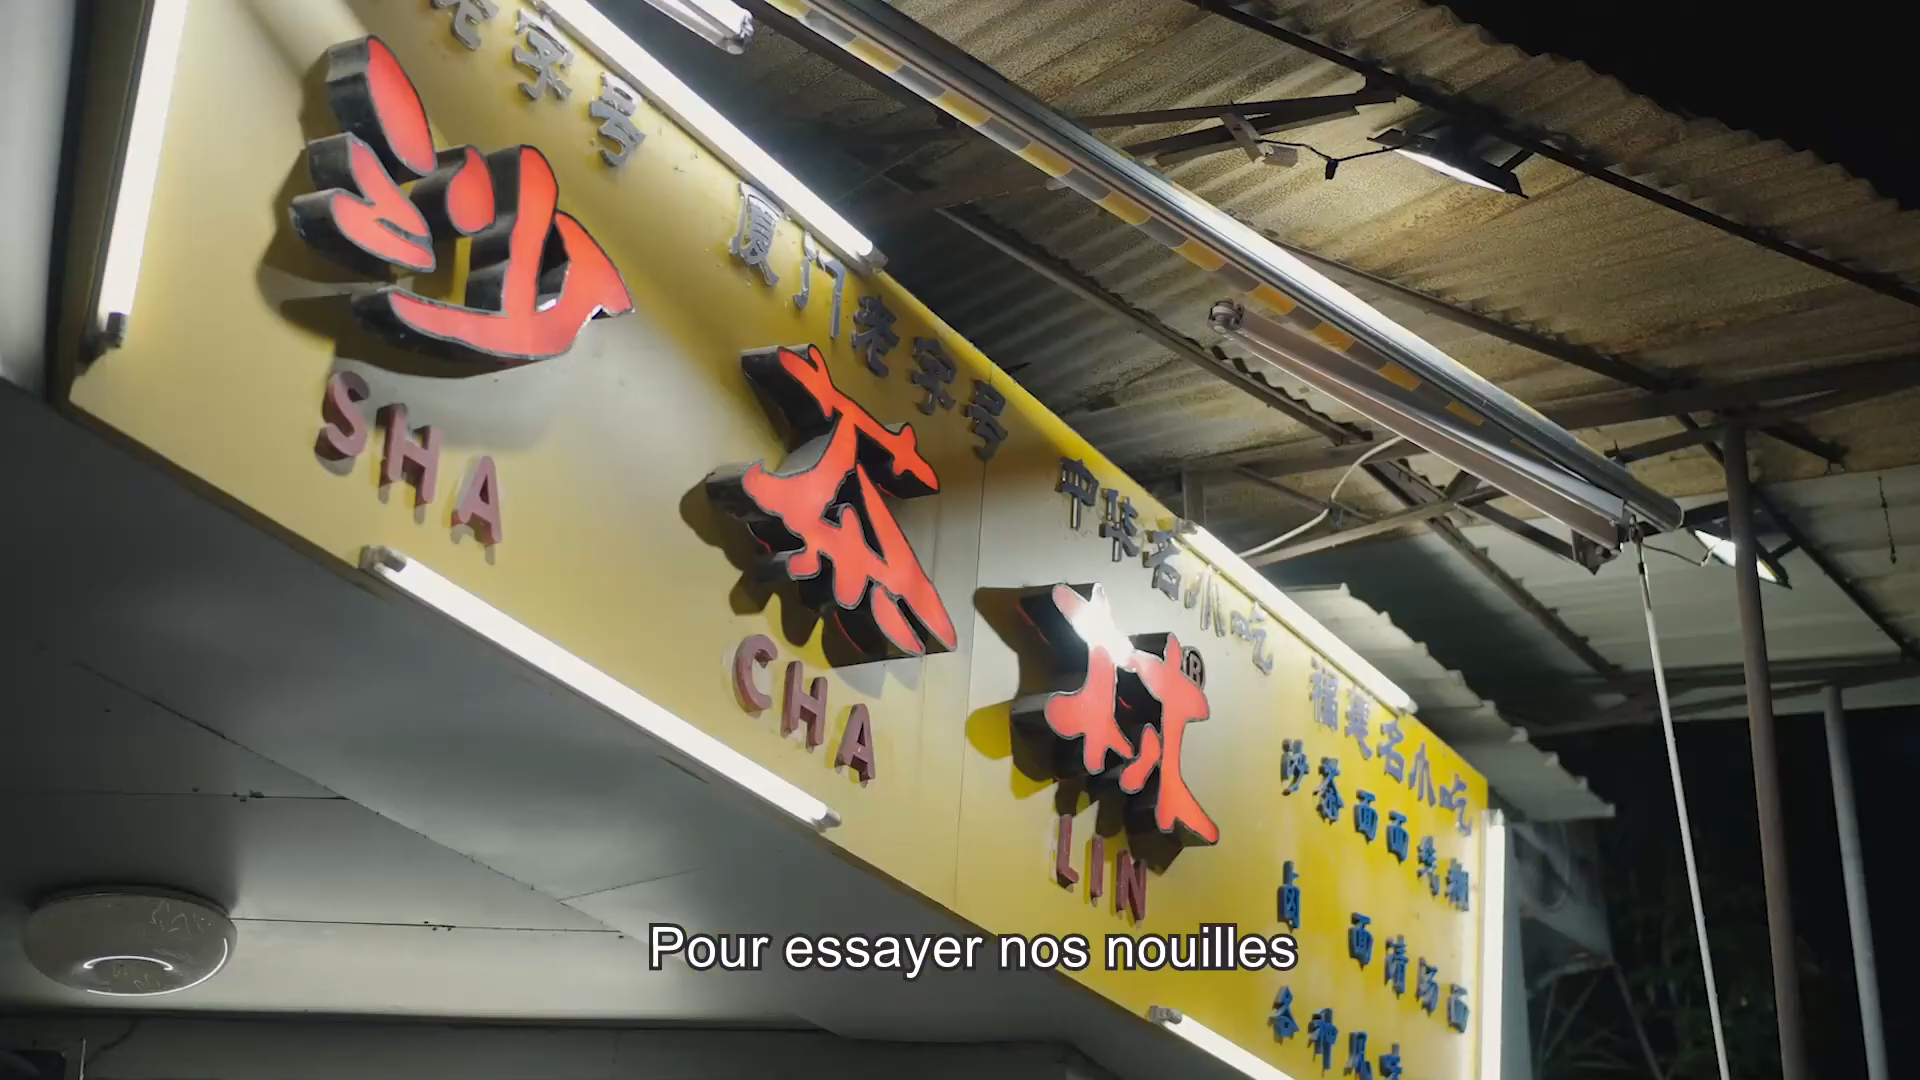 老字号
厦门老字号
中华名小吃
沙茶林®
SHA CHA LIN
福建名小吃
沙茶面面线糊
卤 面清汤面
各种风味
Pour essayer nos nouilles